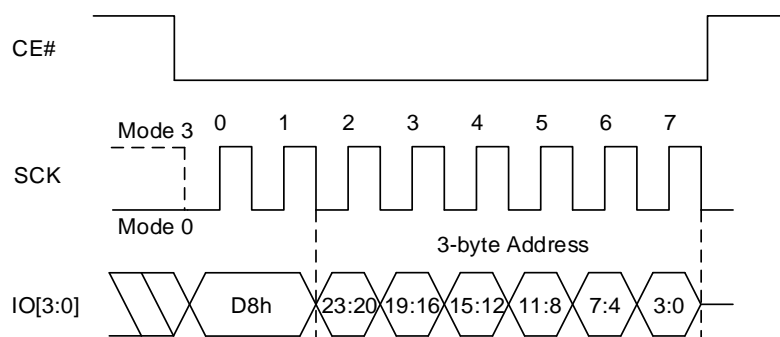 CE#
Mode 3 0 1 2 3 4 5 6 7
SCK
Mode 0
3-byte Address
IO[3:0] D8h 23:20 19:16 15:12 11:8 7:4 3:0